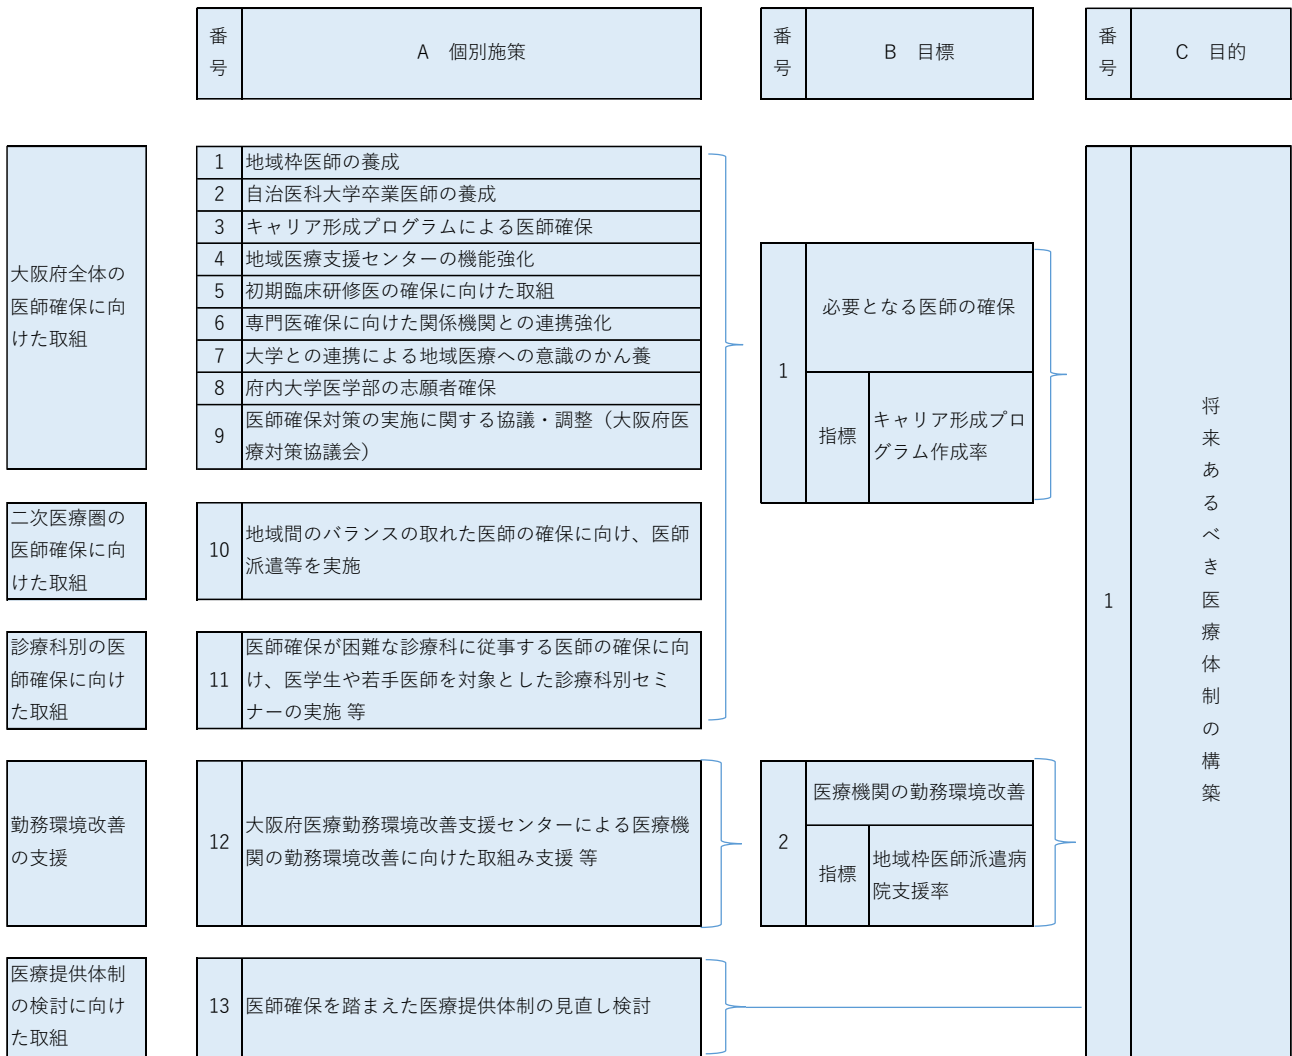 番
号
A　個別施策
番
号
B　目標
番
号
C　目的
大阪府全体の
医師確保に向
けた取組
1 地域枠医師の養成
2 自治医科大学卒業医師の養成
3 キャリア形成プログラムによる医師確保
4 地域医療支援センターの機能強化
5 初期臨床研修医の確保に向けた取組
6 専門医確保に向けた関係機関との連携強化
7 大学との連携による地域医療への意識のかん養
8 府内大学医学部の志願者確保
9 医師確保対策の実施に関する協議・調整（大阪府医
療対策協議会）
二次医療圏の
医師確保に向
けた取組
10 地域間のバランスの取れた医師の確保に向け、医師
派遣等を実施
診療科別の医
師確保に向け
た取組
11 医師確保が困難な診療科に従事する医師の確保に向
け、医学生や若手医師を対象とした診療科別セミ
ナーの実施 等
勤務環境改善
の支援
12 大阪府医療勤務環境改善支援センターによる医療機
関の勤務環境改善に向けた取組み支援 等
医療提供体制
の検討に向け
た取組
13 医師確保を踏まえた医療提供体制の見直し検討
1
必要となる医師の確保
指標
キャリア形成プロ
グラム作成率
2
医療機関の勤務環境改善
指標
地域枠医師派遣病
院支援率
1
将来あるべき医療体制の構築